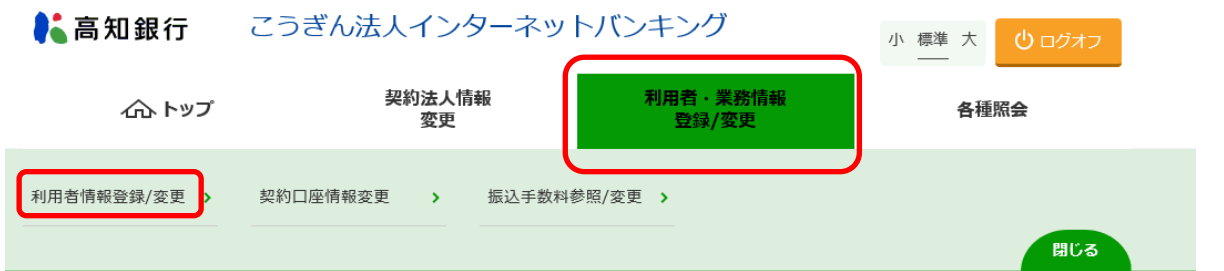 高知銀行 こうぎん法人インターネットバンキング
小 標準 大 ログオフ
トップ
契約法人情報
変更
利用者・業務情報
登録/変更
各種照会
利用者情報登録/変更 契約口座情報変更 振込手数料参照/変更
閉じる